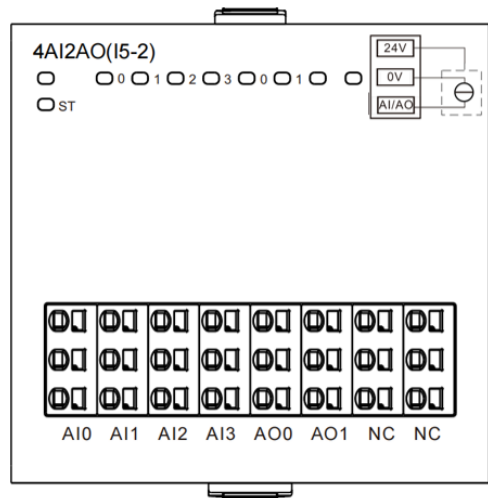 4AI2AO(I5-2)
24V
0 1 2 3 0 1
0V
ST
AI/AO
AI0 AI1 AI2 AI3 AO0 AO1 NC NC